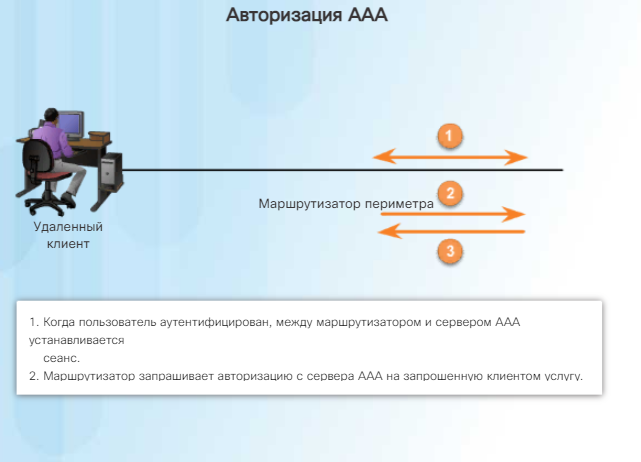 Авторизация AAA
1
2
Маршрутизатор периметра
3
Удаленный
клиент
1. Когда пользователь аутентифицирован, между маршрутизатором и сервером AAA
устанавливается
сеанс.
2. Маршрутизатор запрашивает авторизацию с сервера AAA на запрошенную клиентом услугу.